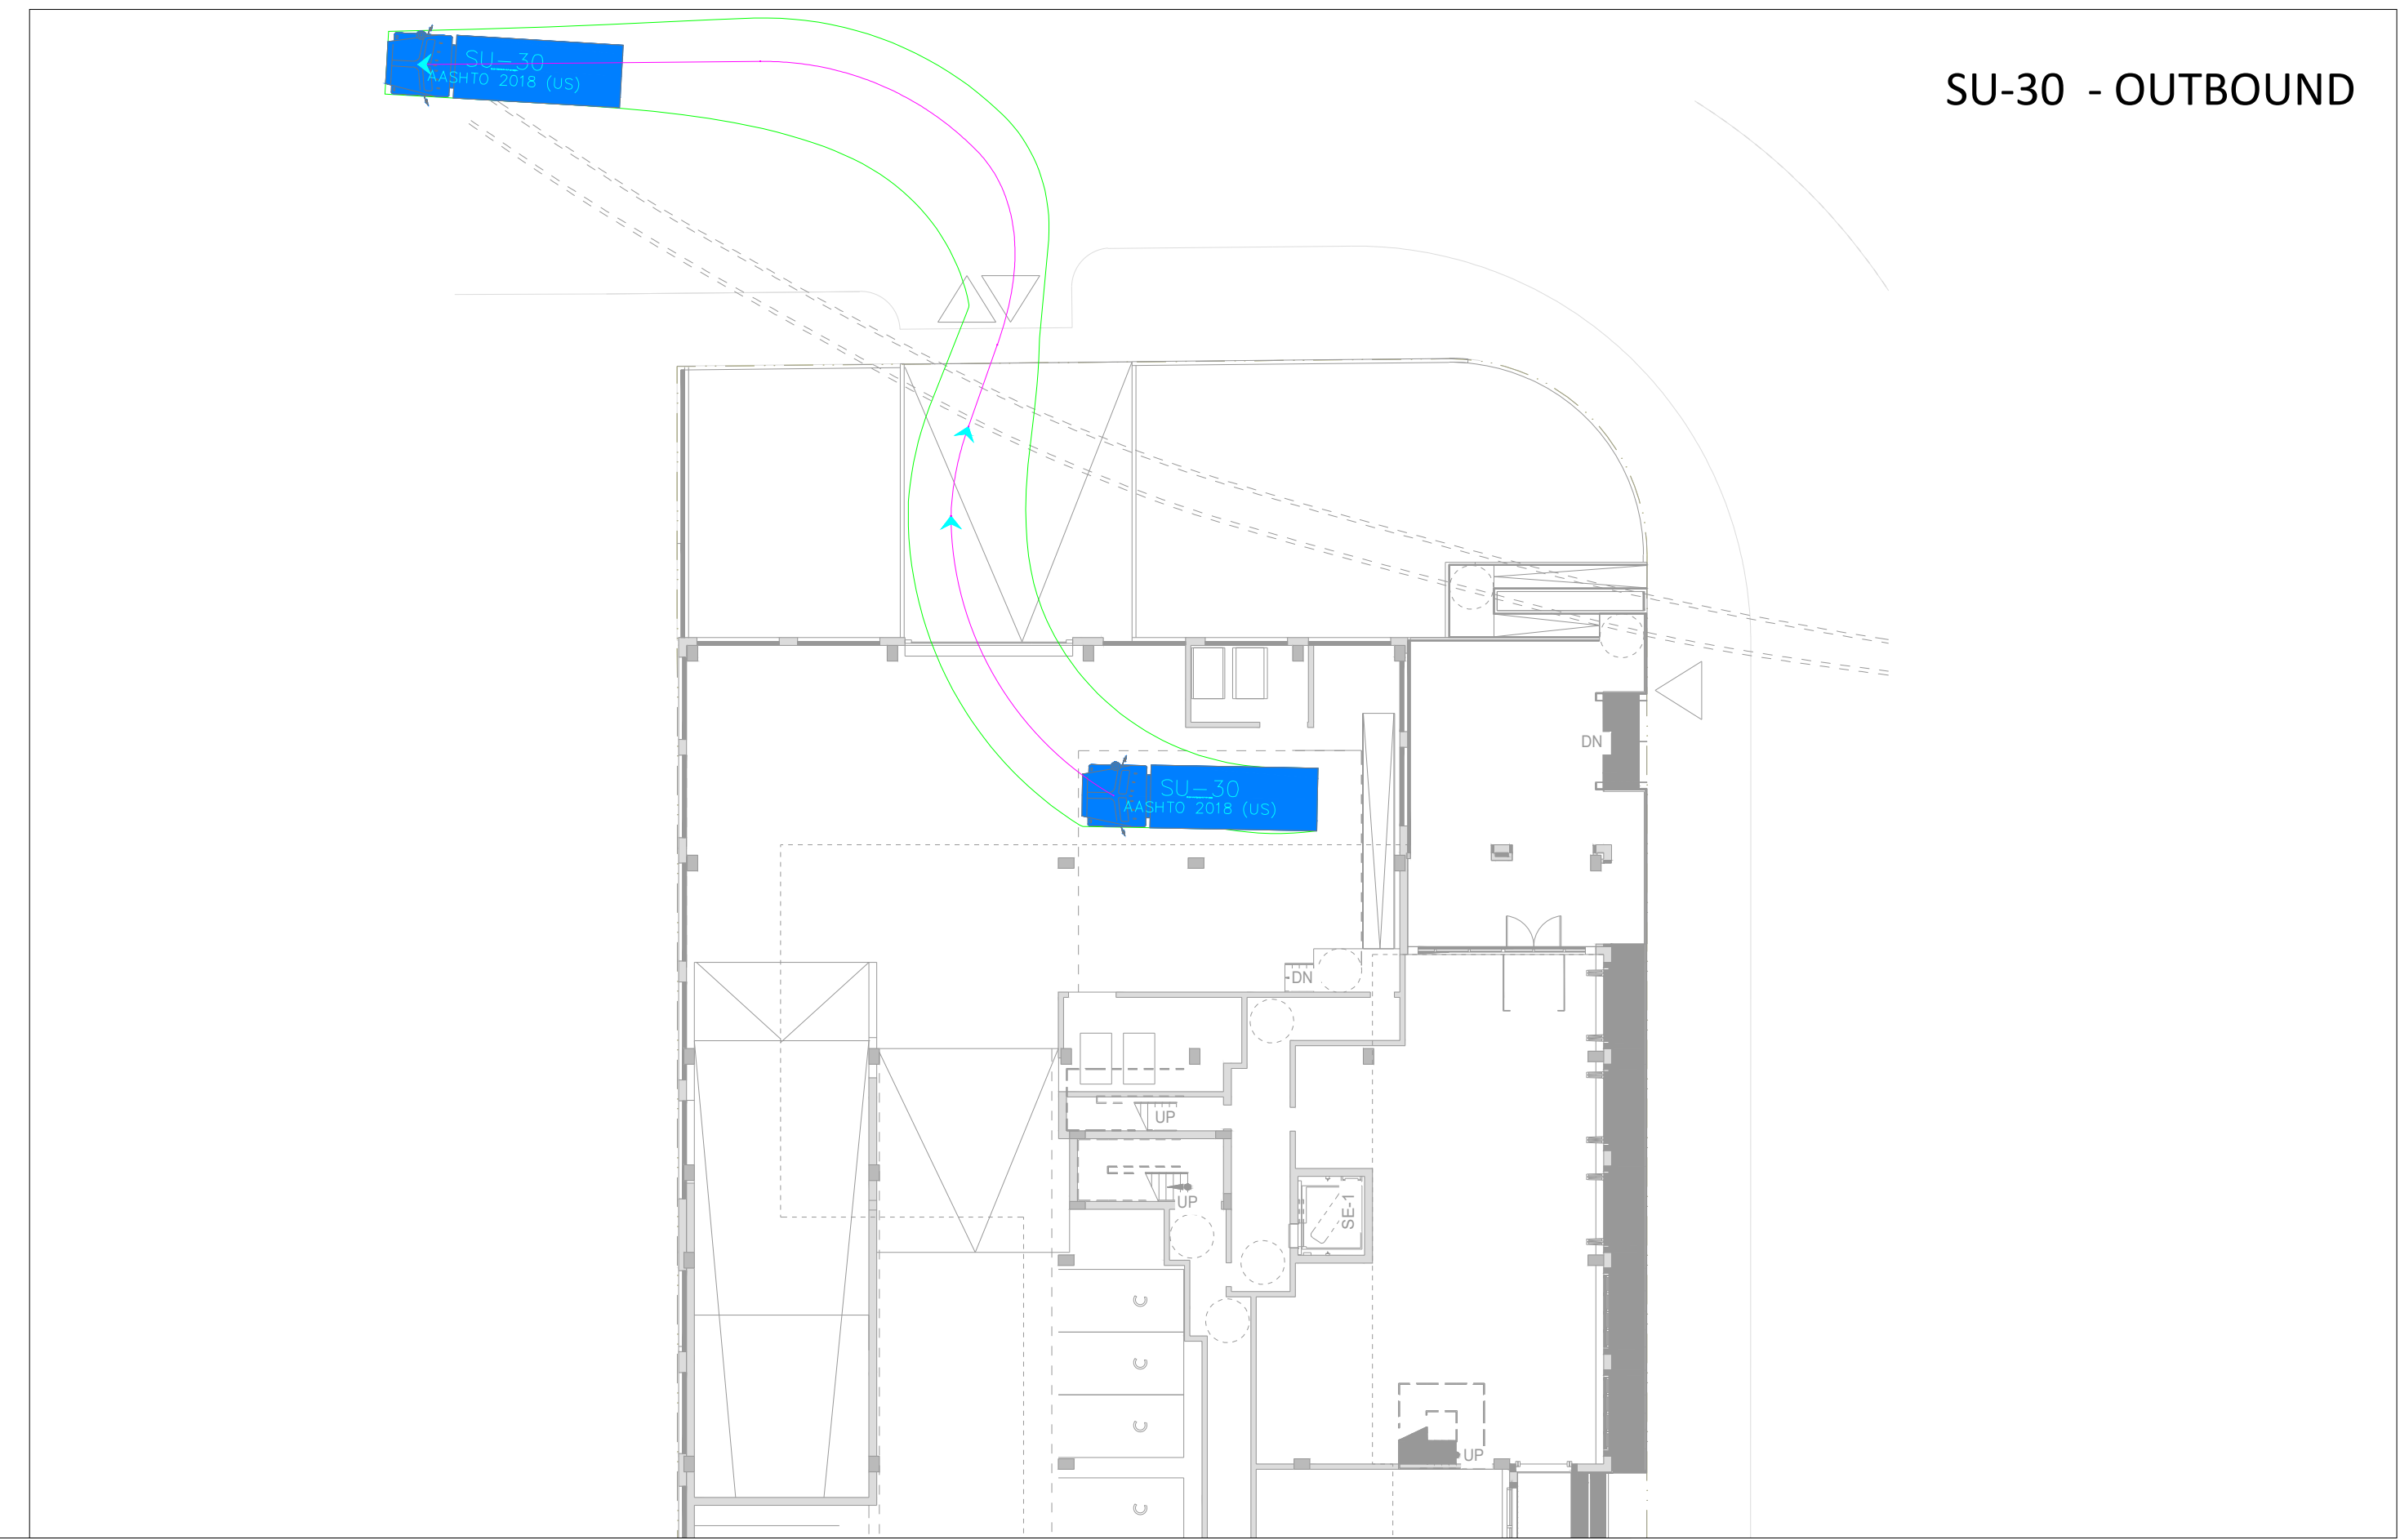 SU-30 - OUTBOUND
SU-30
AASHTO 2018 (US)
DN
SU-30
AASHTO 2018 (US)
DN
UP
UP
SE-1
C
C
C
UP
C